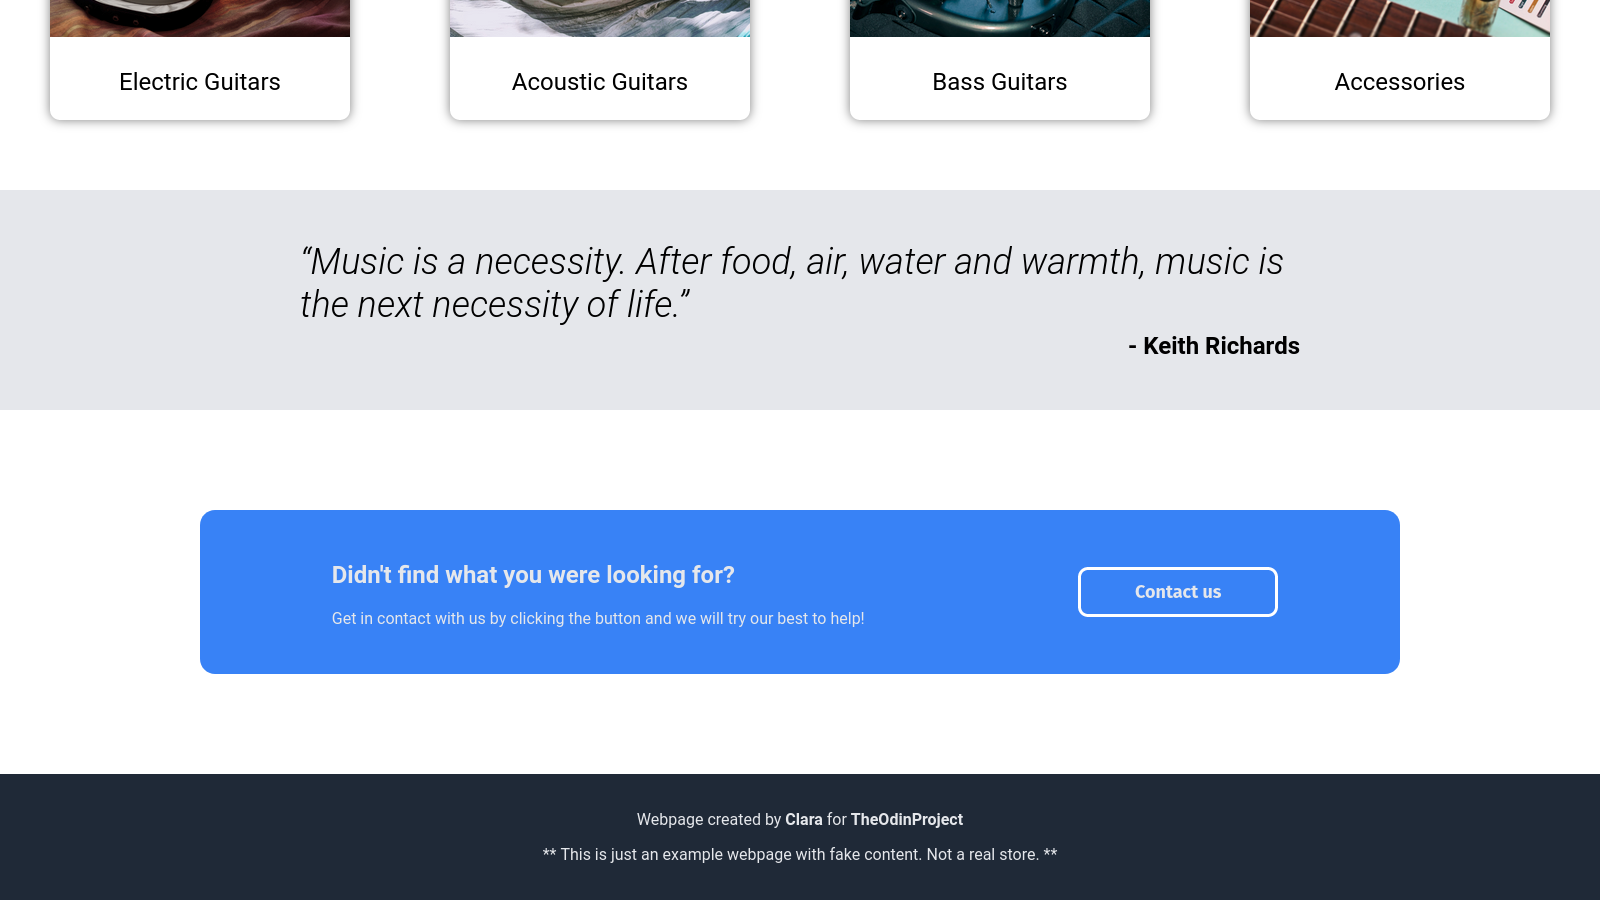 Electric Guitars
Acoustic Guitars
Bass Guitars
Accessories
“Music is a necessity. After food, air, water and warmth, music is
the next necessity of life.”
- Keith Richards
Didn't find what you were looking for?
Get in contact with us by clicking the button and we will try our best to help!
Contact us
Webpage created by Clara for TheOdinProject
** This is just an example webpage with fake content. Not a real store. **